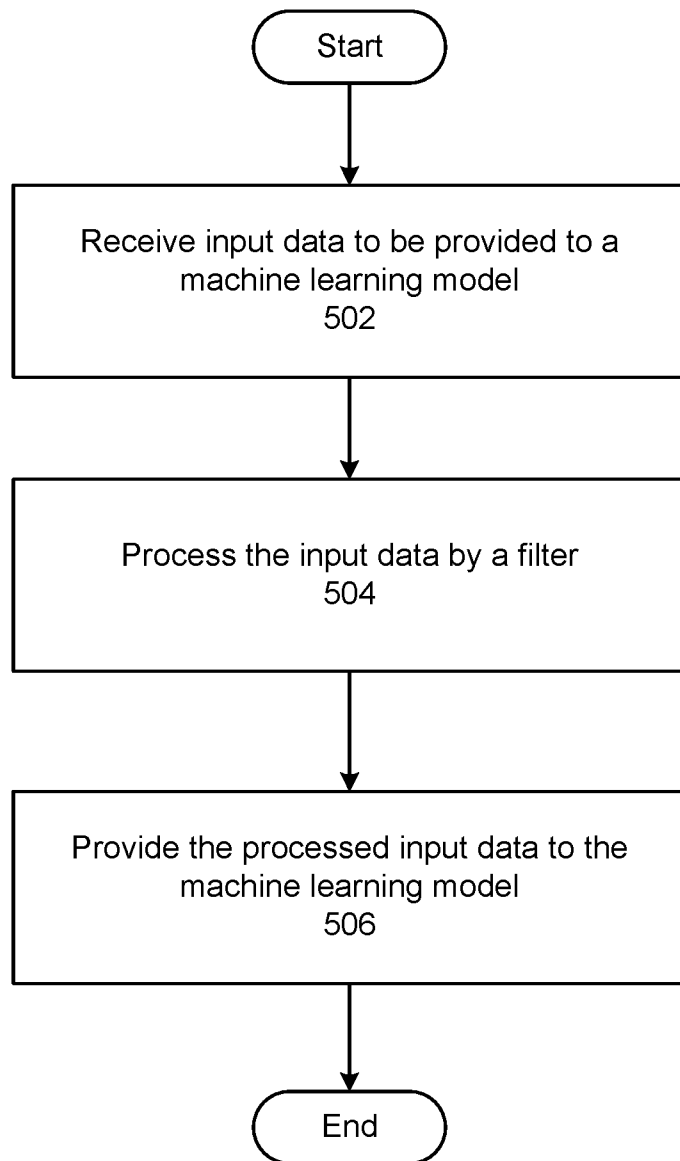 Start
Receive input data to be provided to a
machine learning model
502
Process the input data by a filter
504
Provide the processed input data to the
machine learning model
506
End